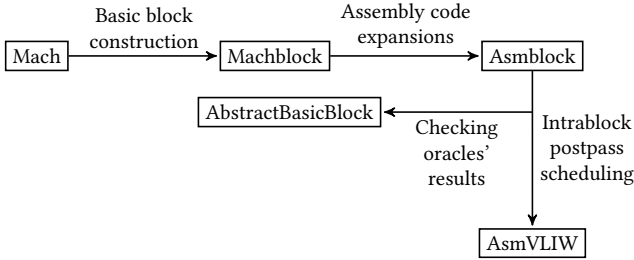 Basic block
construction
Assembly code
expansions
Mach
Machblock
Asmblock
AbstractBasicBlock
Checking
oracles'
results
Intrablock
postpass
scheduling
AsmVLIW